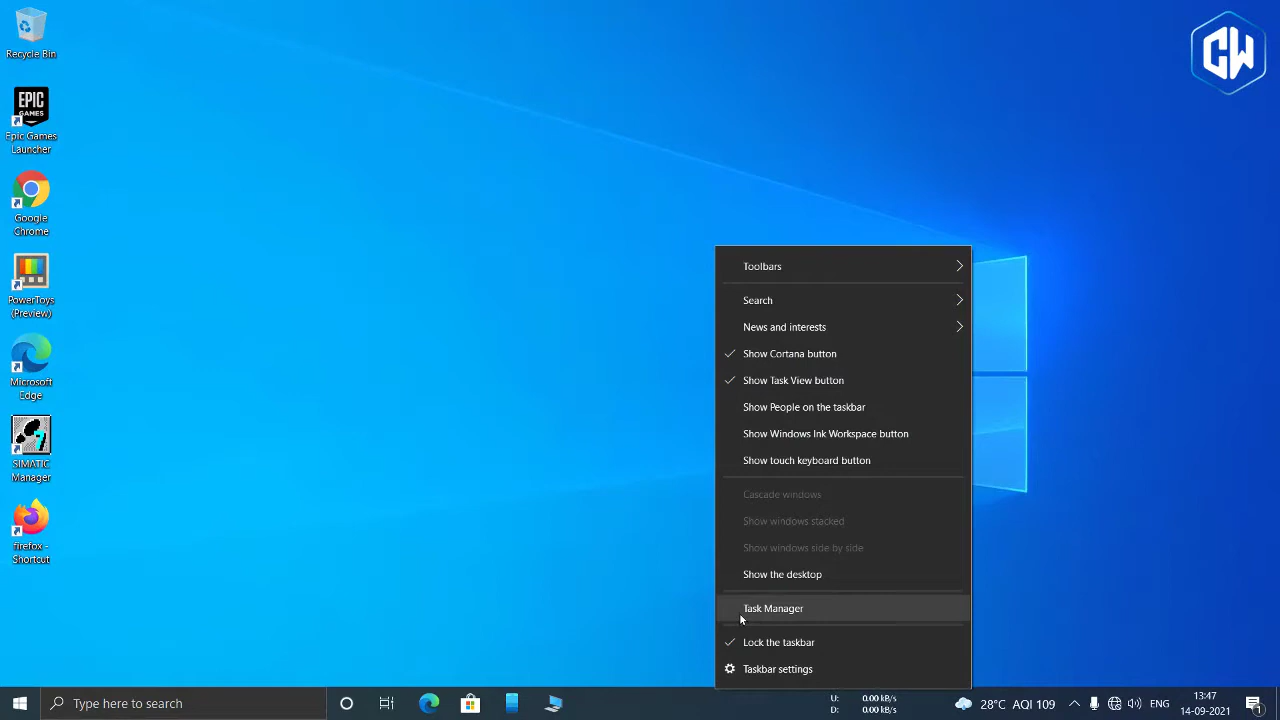 CW
Recycle Bin
EPIC
GAMES
Epic Games
Launcher
Google
Chrome
PowerToys
(Preview)
Microsoft
Edge
SIMATIC
Manager
firefox -
Shortcut
Toolbars
Search
News and interests
Show Cortana button
Show Task View button
Show People on the taskbar
Show Windows Ink Workspace button
Show touch keyboard button
Cascade windows
Show windows stacked
Show windows side by side
Show the desktop
Task Manager
Lock the taskbar
Taskbar settings
Type here to search
U: 0.00 kB/s
D: 0.00 kB/s
28°C AQI 109
ENG
13:47
14-09-2021
1